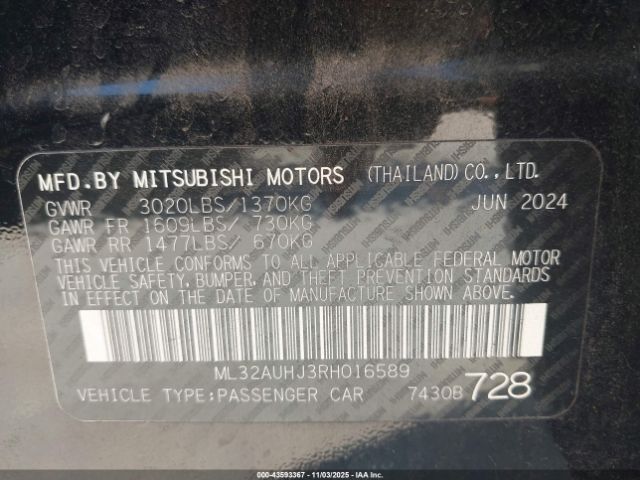 MFD.BY MITSUBISHI MOTORS (THAILAND)CO.,LTD.
GVWR 3020LBS/1370KG JUN 2024
GAWR FR 1609LBS/ 730KG
GAWR RR 1477LBS/ 670KG
THIS VEHICLE CONFORMS TO ALL APPLICABLE FEDERAL MOTOR
VEHICLE SAFETY, BUMPER, AND THEFT PREVENTION STANDARDS
IN EFFECT ON THE DATE OF MANUFACTURE SHOWN ABOVE.
ML32AUHJ3RH016589
VEHICLE TYPE:PASSENGER CAR 7430B 728
000-43593367 - 11/03/2025 - IAA Inc. (NYSE: IAA)